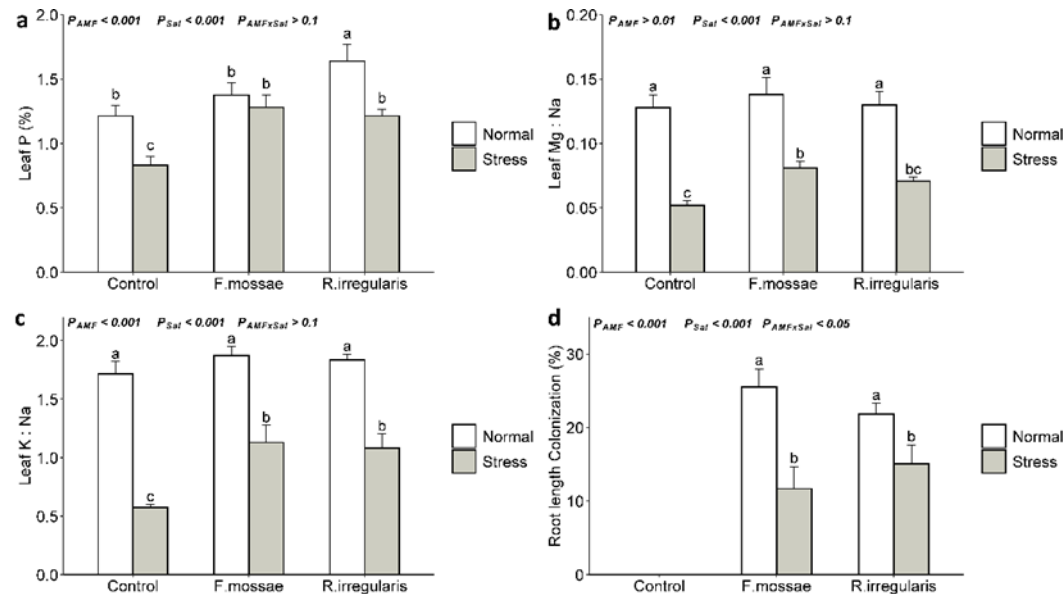 a
P_AMF < 0.001 P_Sal < 0.001 P_AMFxSal > 0.1
2.0
1.5
1.0
0.5
0.0
Leaf P (%)
b
c
b
b
a
b
Control
F.mossae
R.irregularis
Normal
Stress
b
P_AMF > 0.01 P_Sal < 0.001 P_AMFxSal > 0.1
0.20
0.15
0.10
0.05
0.00
Leaf Mg : Na
a
c
a
b
a
bc
Control
F.mossae
R.irregularis
Normal
Stress
c
P_AMF < 0.001 P_Sal < 0.001 P_AMFxSal > 0.1
2.0
1.5
1.0
0.5
0.0
Leaf K : Na
a
c
a
b
a
b
Control
F.mossae
R.irregularis
Normal
Stress
d
P_AMF < 0.001 P_Sal < 0.001 P_AMFxSal < 0.05
30
20
10
0
Root length Colonization (%)
a
b
a
b
Control
F.mossae
R.irregularis
Normal
Stress